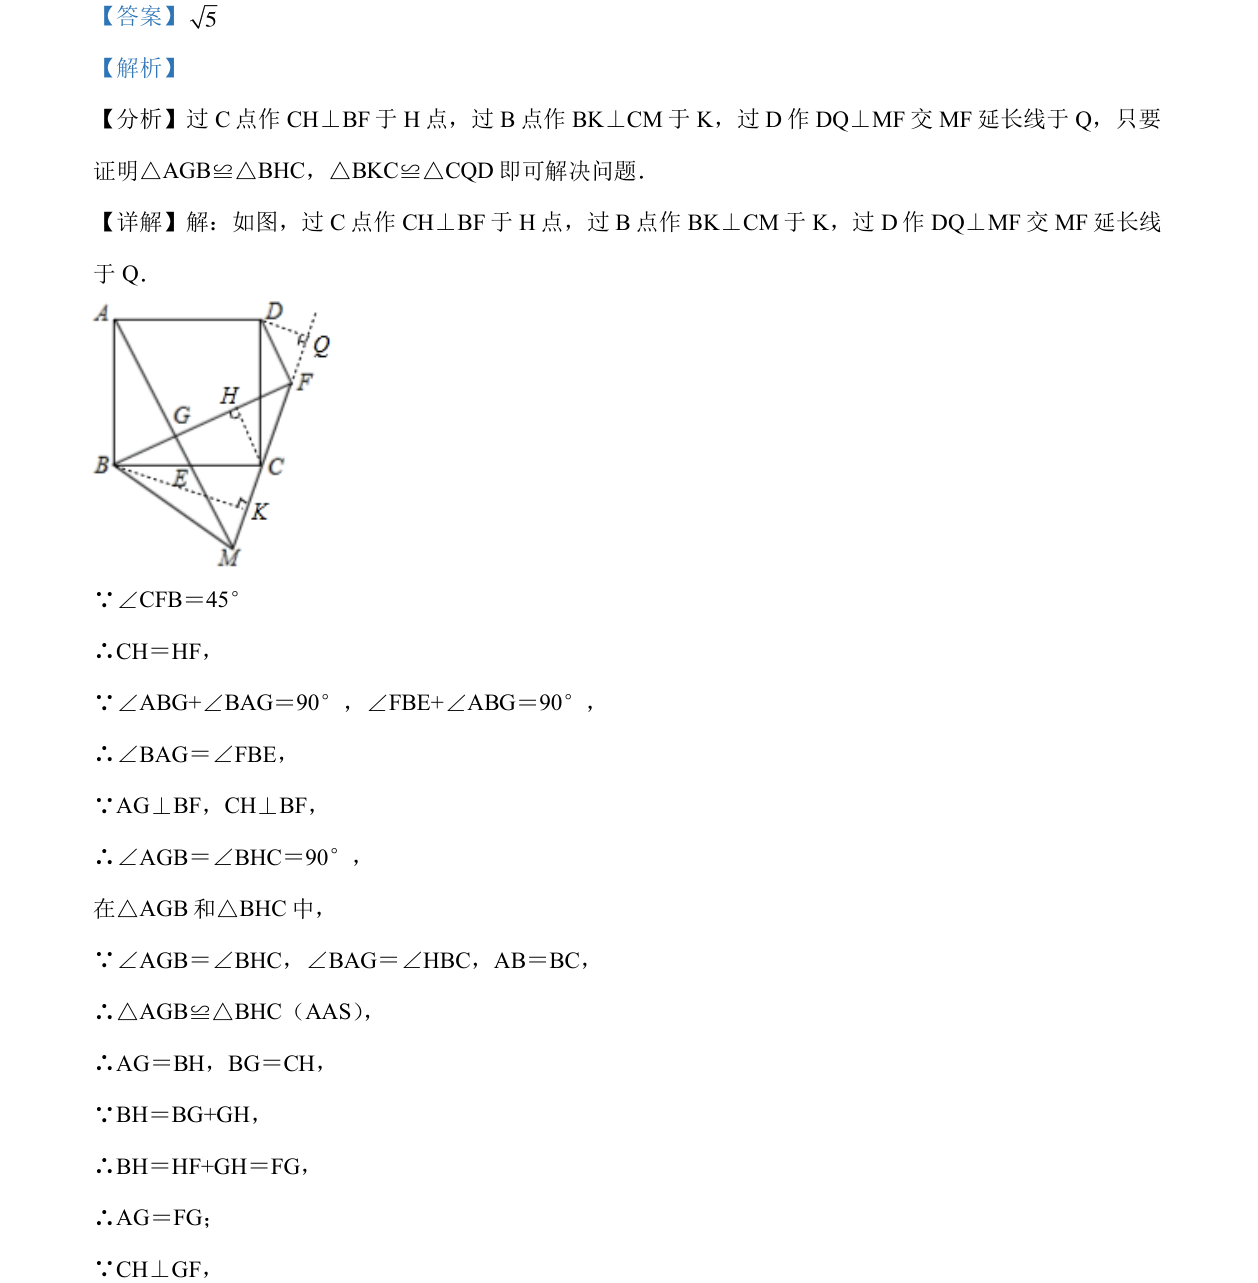 【答案】√5
【解析】
【分析】过 C 点作 CH⊥BF 于 H 点，过 B 点作 BK⊥CM 于 K，过 D 作 DQ⊥MF 交 MF 延长线于 Q，只要
证明△AGB≌△BHC，△BKC≌△CQD 即可解决问题．
【详解】解：如图，过 C 点作 CH⊥BF 于 H 点，过 B 点作 BK⊥CM 于 K，过 D 作 DQ⊥MF 交 MF 延长线
于 Q．
A
D
Q
F
H
G
B
E
C
K
M
∵∠CFB＝45°
∴CH＝HF，
∵∠ABG+∠BAG＝90°，∠FBE+∠ABG＝90°，
∴∠BAG＝∠FBE，
∵AG⊥BF，CH⊥BF，
∴∠AGB＝∠BHC＝90°，
在△AGB 和△BHC 中，
∵∠AGB＝∠BHC，∠BAG＝∠HBC，AB＝BC，
∴△AGB≌△BHC（AAS），
∴AG＝BH，BG＝CH，
∵BH＝BG+GH，
∴BH＝HF+GH＝FG，
∴AG＝FG；
∵CH⊥GF，